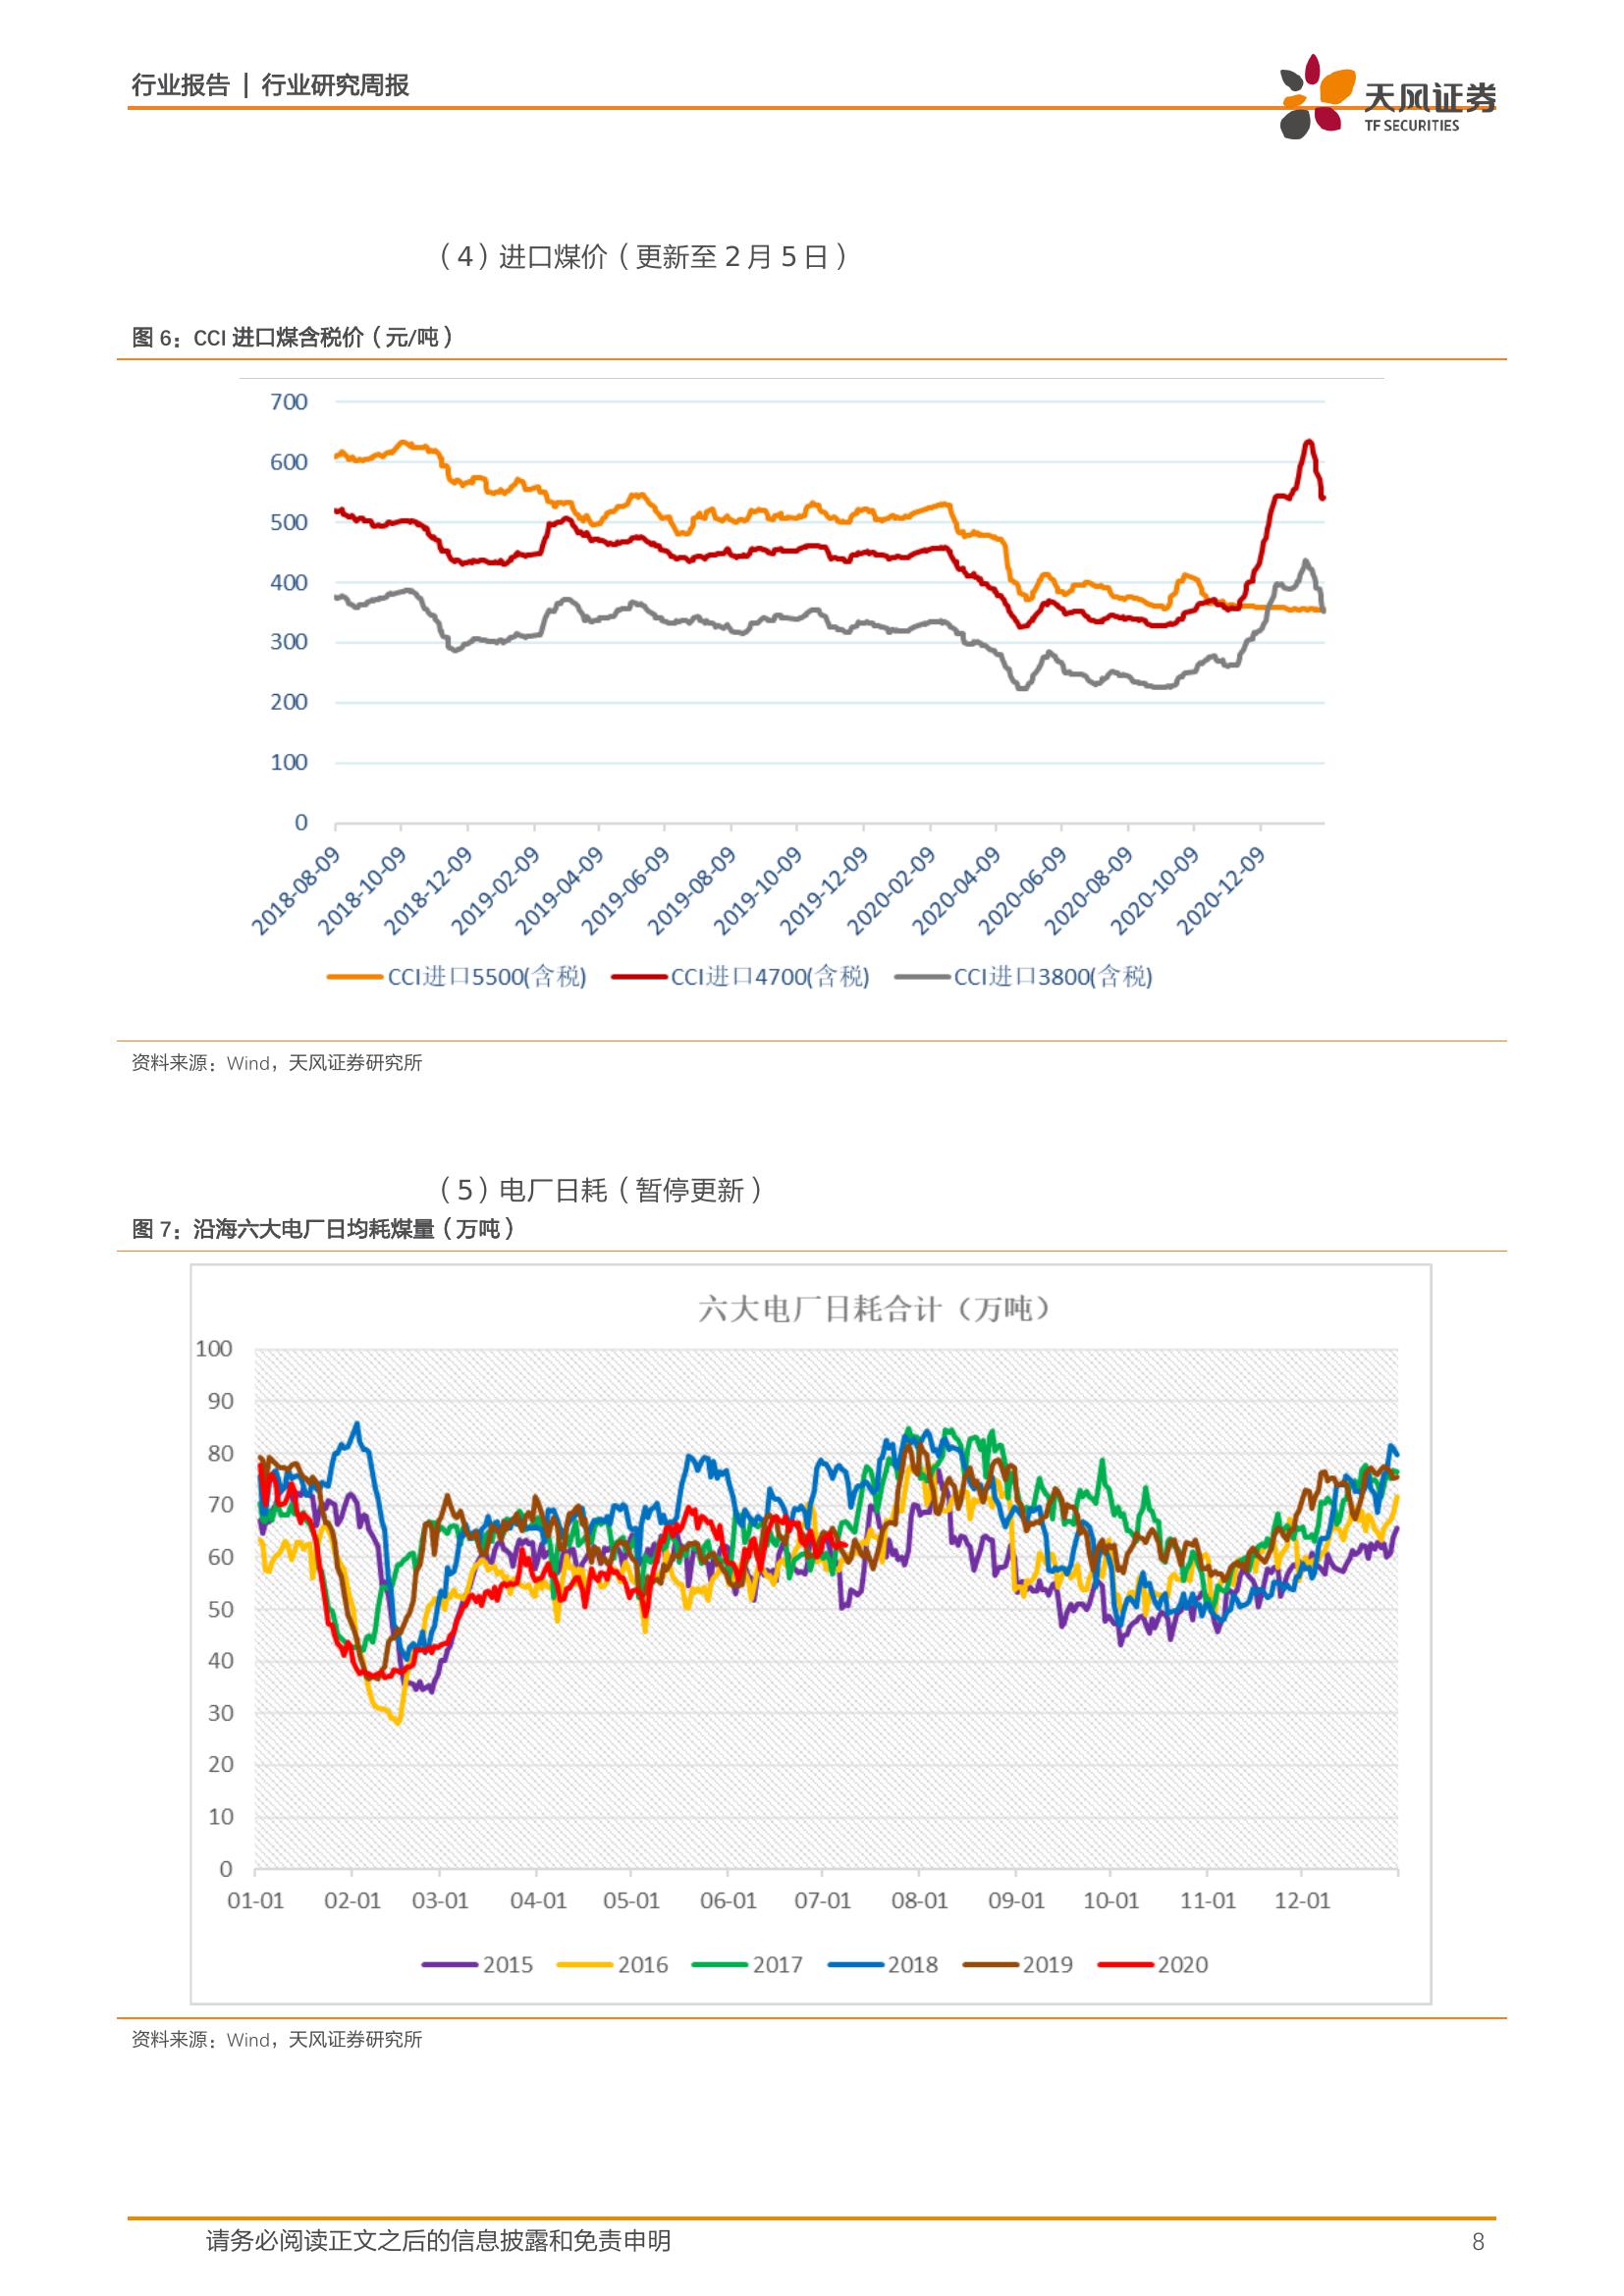 行业报告 | 行业研究周报
天风证券
TF SECURITIES
（4）进口煤价（更新至 2 月 5 日）
图 6：CCI 进口煤含税价（元/吨）
700
600
500
400
300
200
100
0
2018-08-09
2018-10-09
2018-12-09
2019-02-09
2019-04-09
2019-06-09
2019-08-09
2019-10-09
2019-12-09
2020-02-09
2020-04-09
2020-06-09
2020-08-09
2020-10-09
2020-12-09
CCI进口5500(含税) CCI进口4700(含税) CCI进口3800(含税)
资料来源：Wind，天风证券研究所
（5）电厂日耗（暂停更新）
图 7：沿海六大电厂日均耗煤量（万吨）
六大电厂日耗合计（万吨）
100
90
80
70
60
50
40
30
20
10
0
01-01 02-01 03-01 04-01 05-01 06-01 07-01 08-01 09-01 10-01 11-01 12-01
2015 2016 2017 2018 2019 2020
资料来源：Wind，天风证券研究所
请务必阅读正文之后的信息披露和免责申明 8